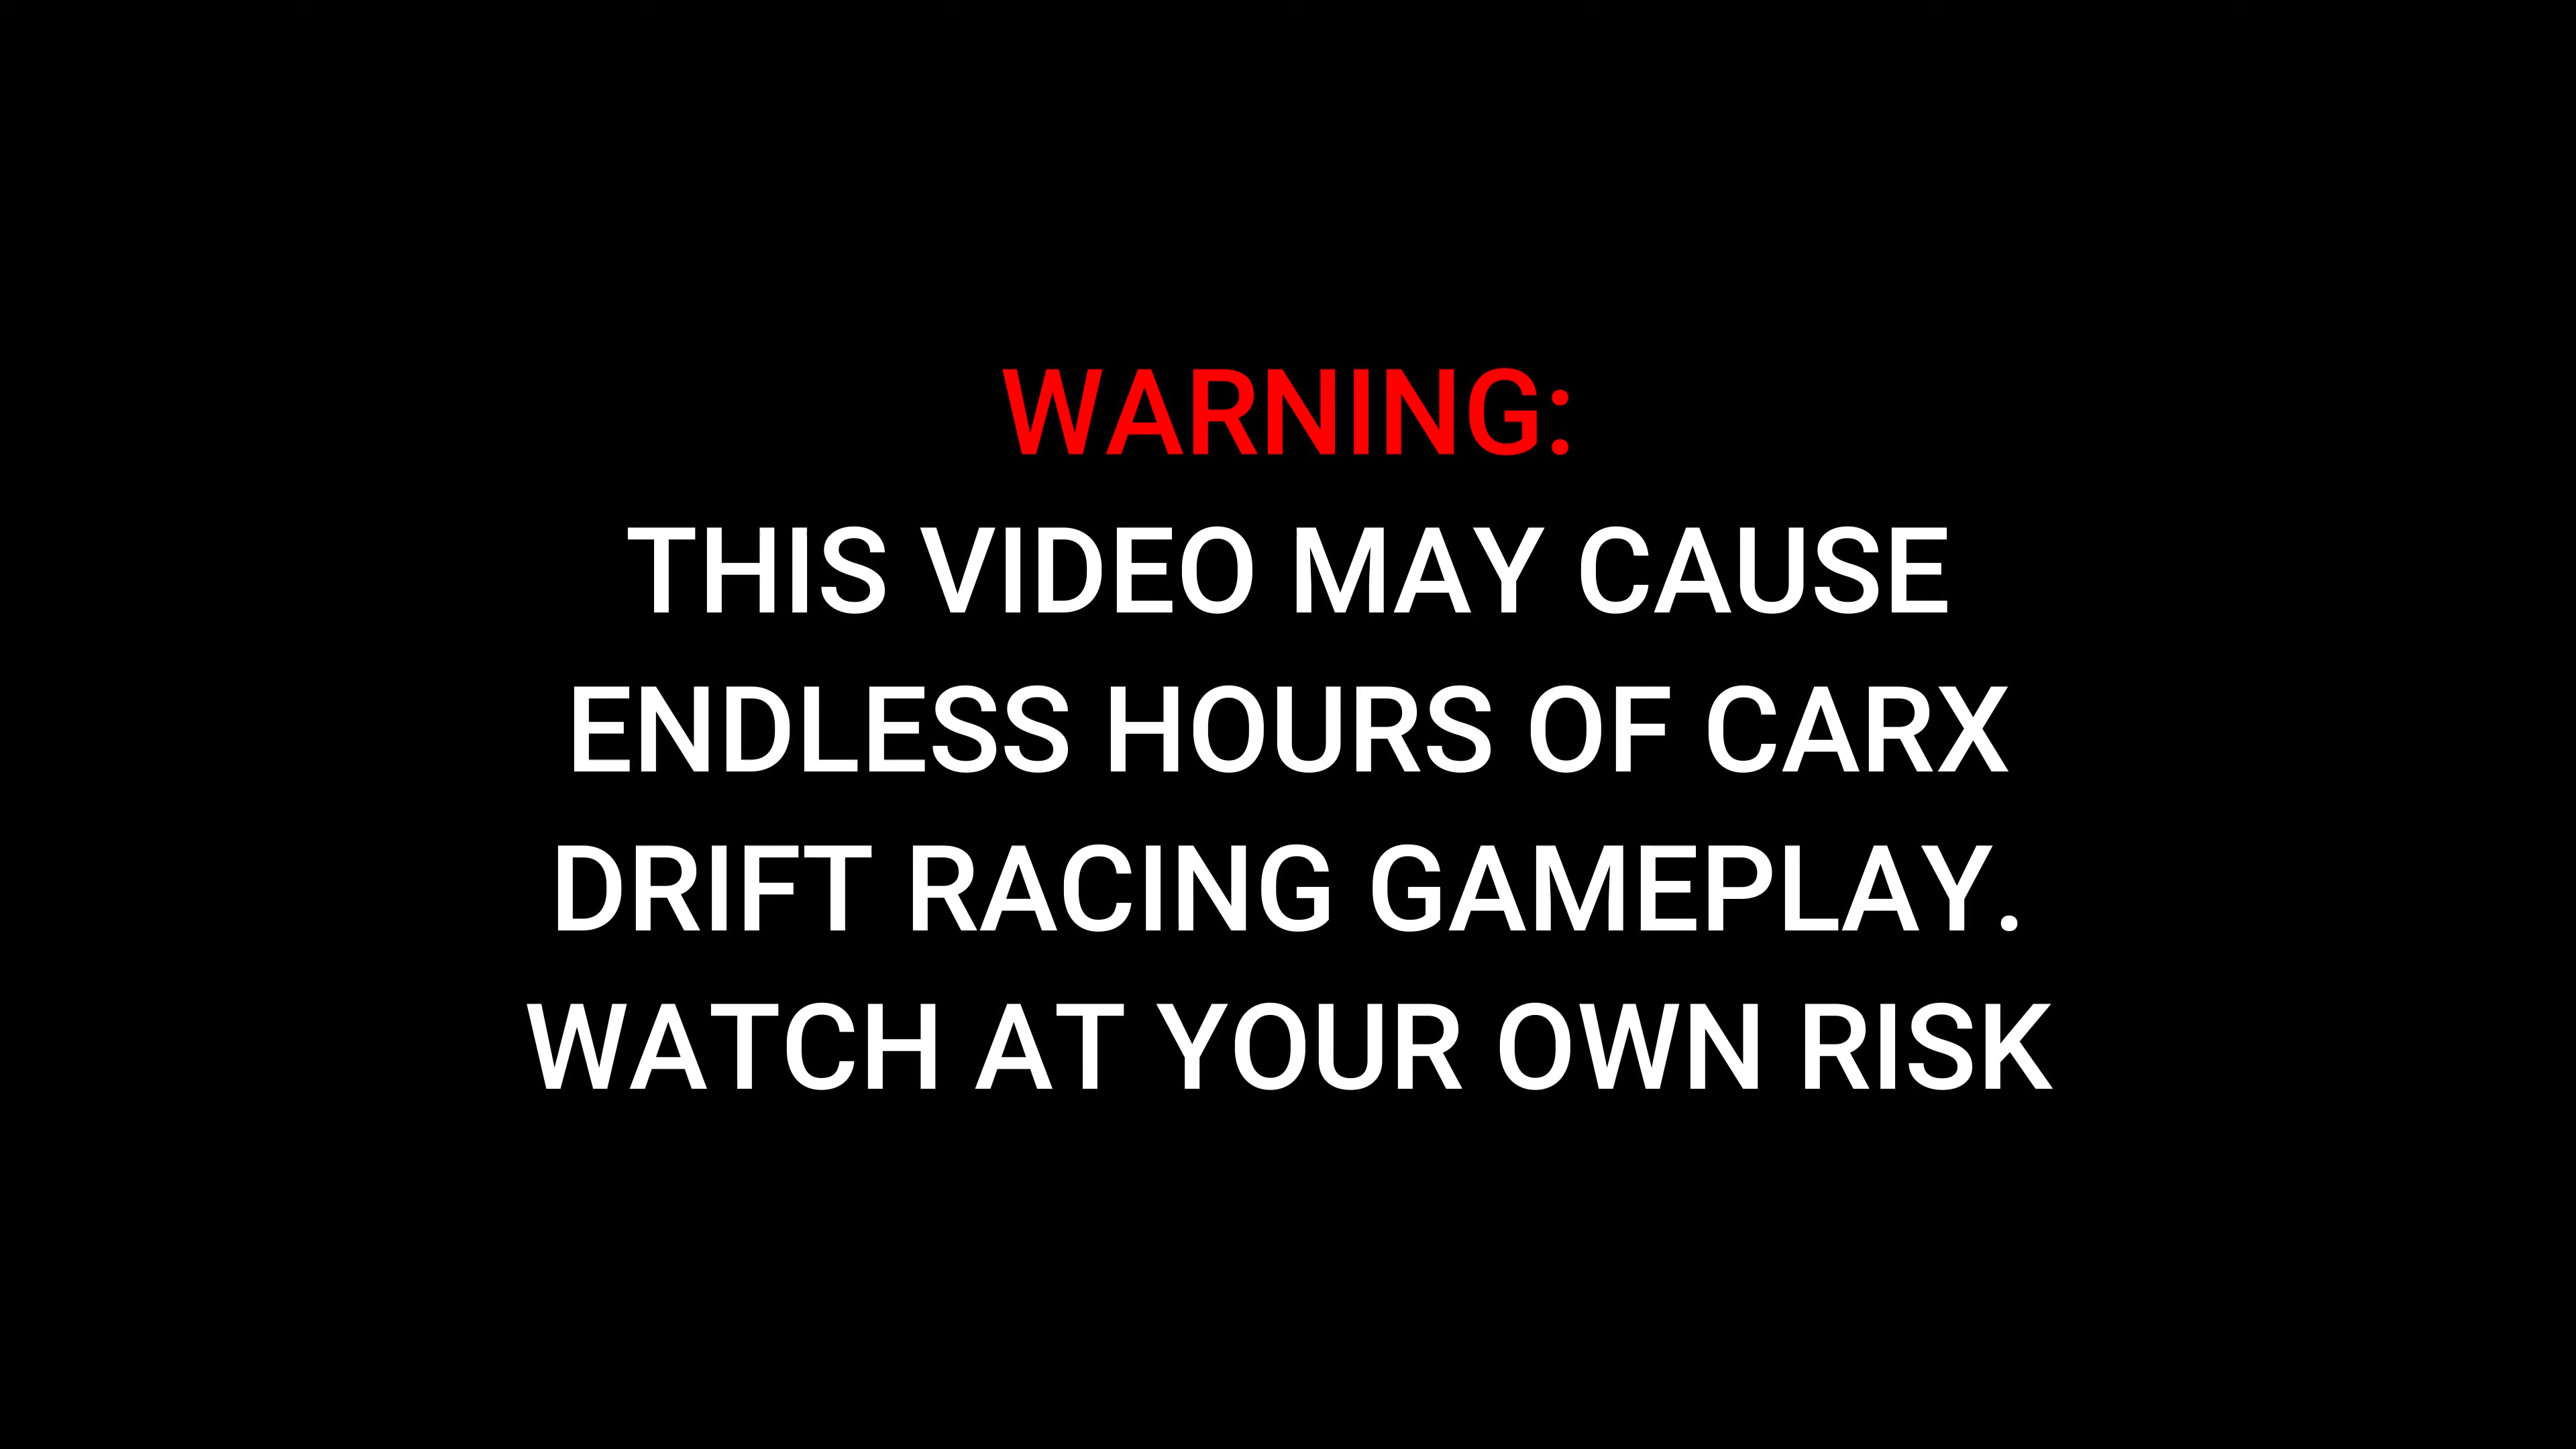 WARNING:
THIS VIDEO MAY CAUSE
ENDLESS HOURS OF CARX
DRIFT RACING GAMEPLAY.
WATCH AT YOUR OWN RISK